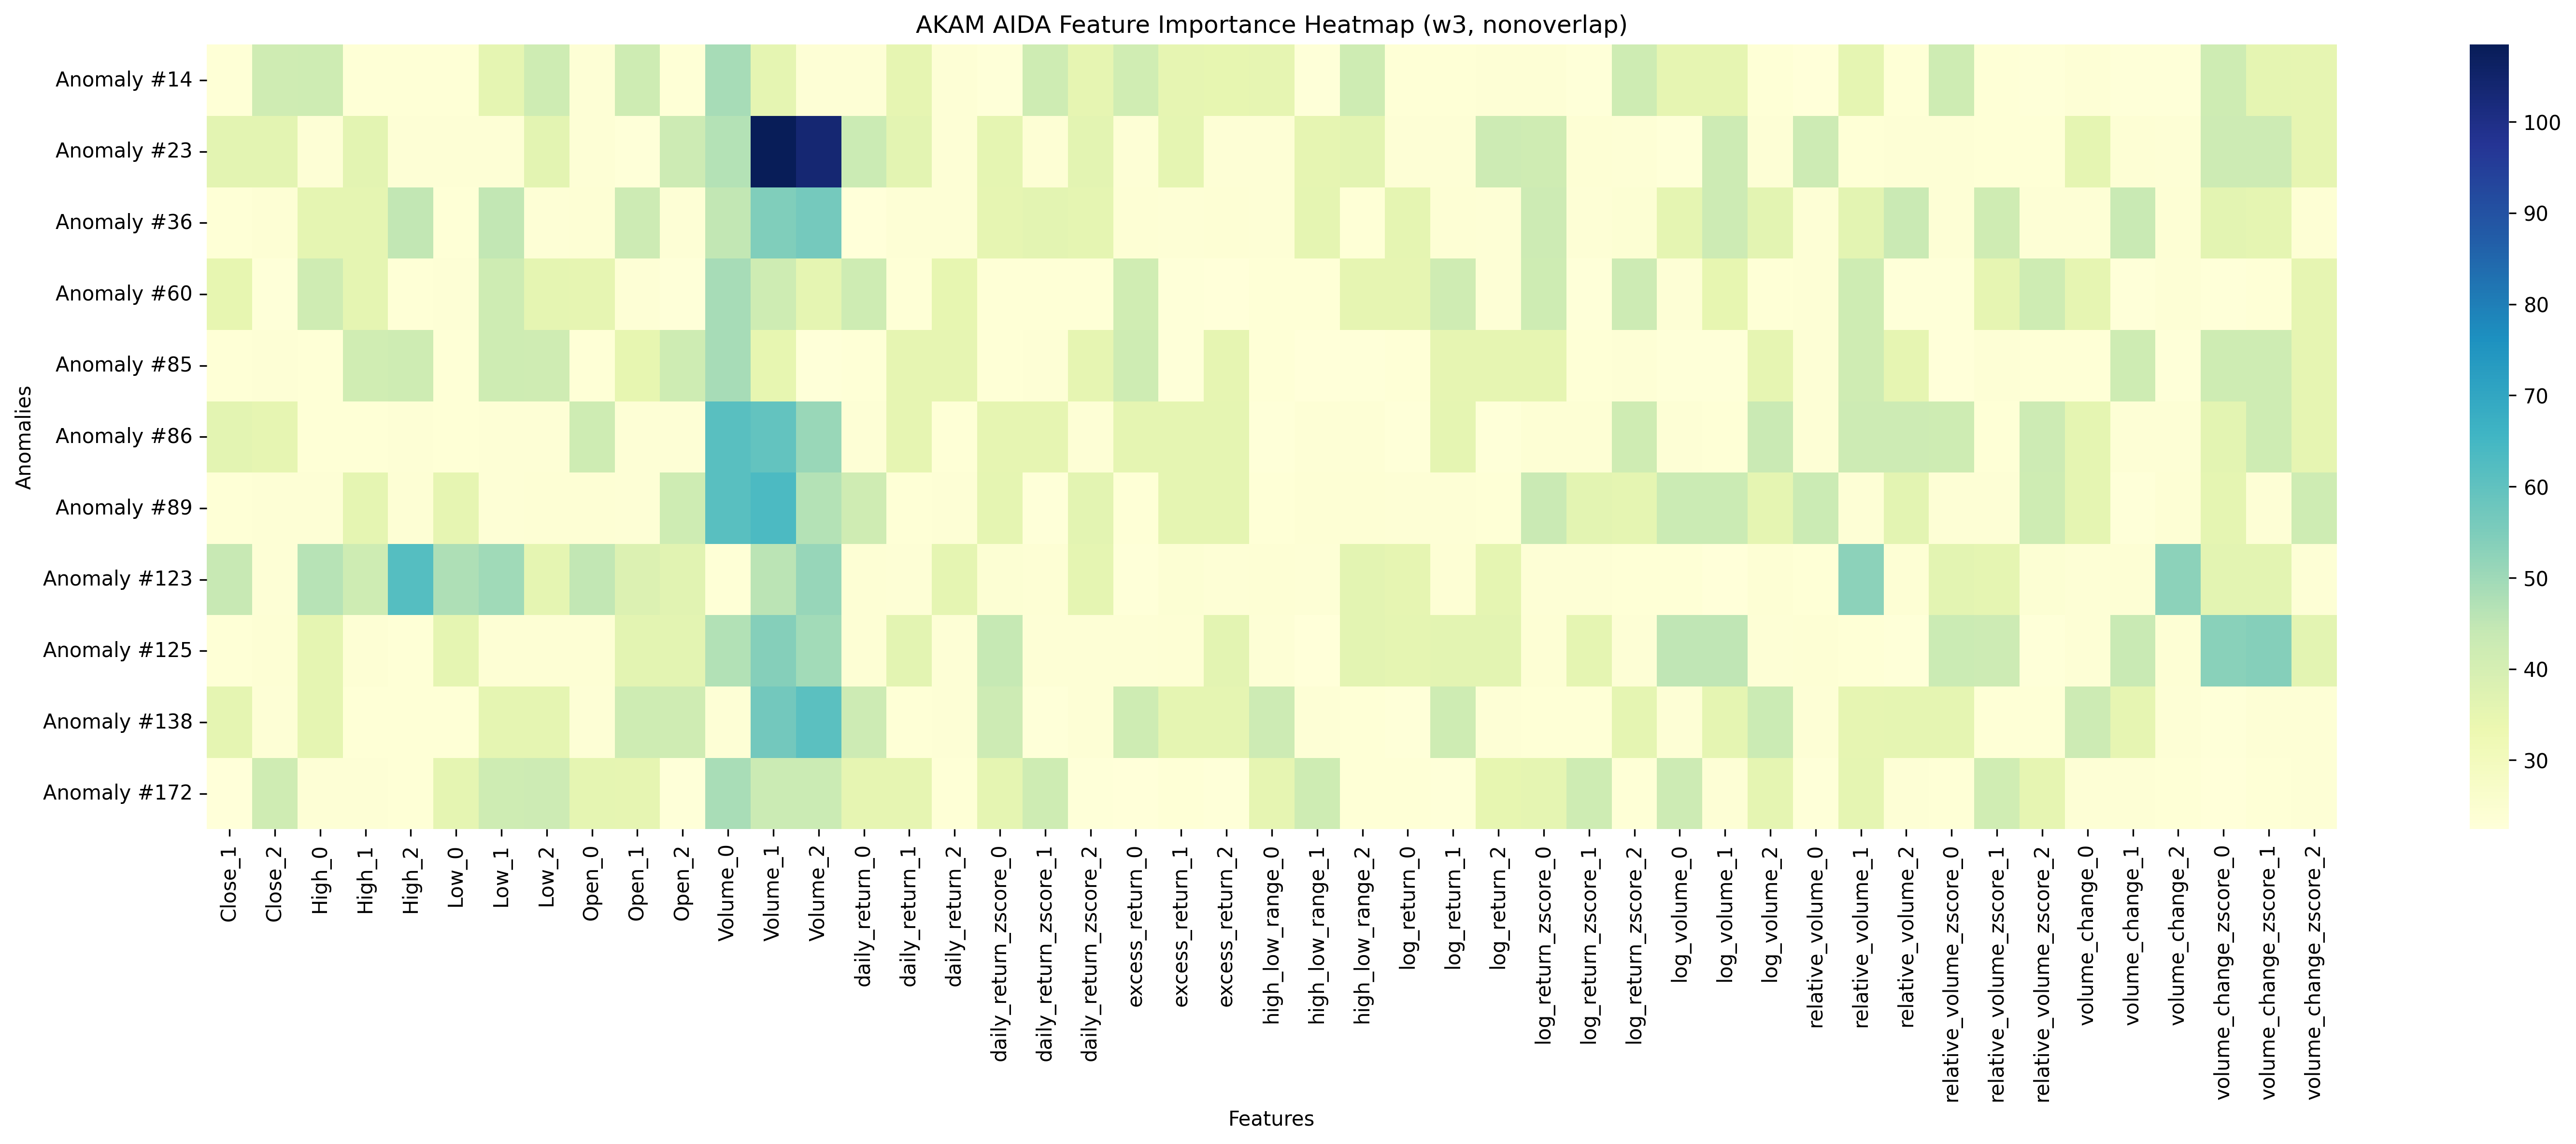 AKAM AIDA Feature Importance Heatmap (w3, nonoverlap)
Anomalies
Anomaly #14
Anomaly #23
Anomaly #36
Anomaly #60
Anomaly #85
Anomaly #86
Anomaly #89
Anomaly #123
Anomaly #125
Anomaly #138
Anomaly #172
Close_1
Close_2
High_0
High_1
High_2
Low_0
Low_1
Low_2
Open_0
Open_1
Open_2
Volume_0
Volume_1
Volume_2
daily_return_0
daily_return_1
daily_return_2
daily_return_zscore_0
daily_return_zscore_1
daily_return_zscore_2
excess_return_0
excess_return_1
excess_return_2
high_low_range_0
high_low_range_1
high_low_range_2
log_return_0
log_return_1
log_return_2
log_return_zscore_0
log_return_zscore_1
log_return_zscore_2
log_volume_0
log_volume_1
log_volume_2
relative_volume_0
relative_volume_1
relative_volume_2
relative_volume_zscore_0
relative_volume_zscore_1
relative_volume_zscore_2
volume_change_0
volume_change_1
volume_change_2
volume_change_zscore_0
volume_change_zscore_1
volume_change_zscore_2
Features
100
90
80
70
60
50
40
30